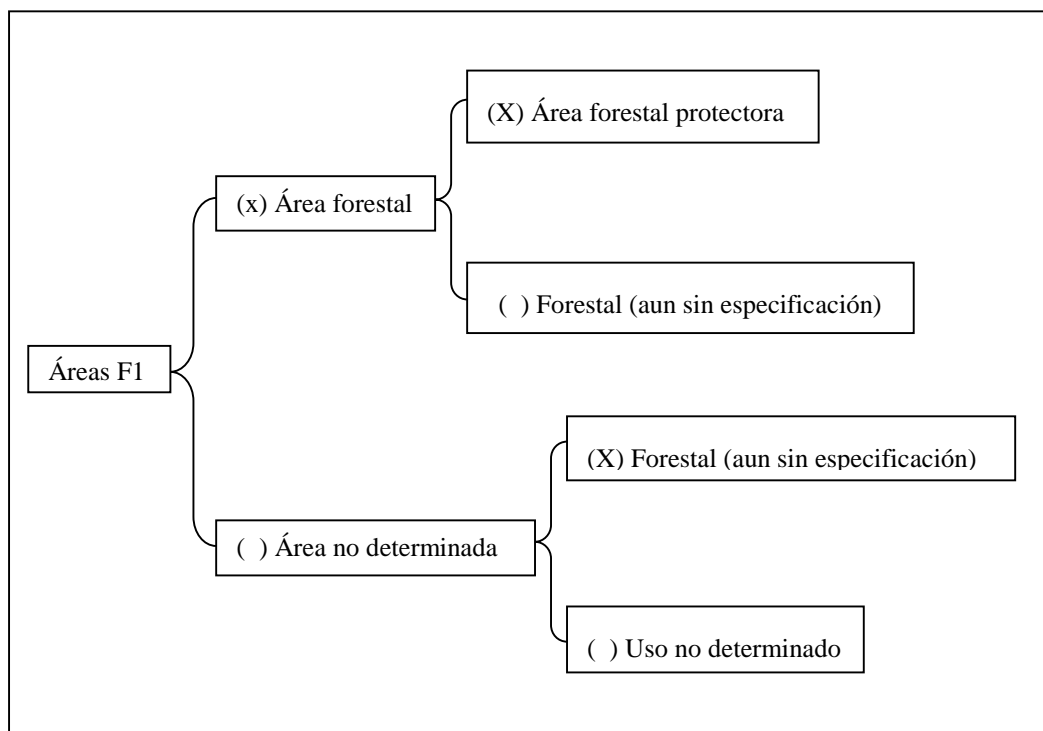 (X) Área forestal protectora
(x) Área forestal
( ) Forestal (aun sin especificación)
Áreas F1
(X) Forestal (aun sin especificación)
( ) Área no determinada
( ) Uso no determinado